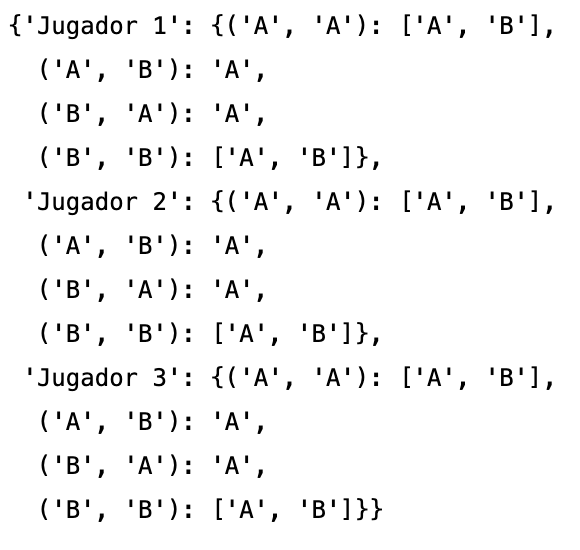 {'Jugador 1': {('A', 'A'): ['A', 'B'],
('A', 'B'): 'A',
('B', 'A'): 'A',
('B', 'B'): ['A', 'B']},
'Jugador 2': {('A', 'A'): ['A', 'B'],
('A', 'B'): 'A',
('B', 'A'): 'A',
('B', 'B'): ['A', 'B']},
'Jugador 3': {('A', 'A'): ['A', 'B'],
('A', 'B'): 'A',
('B', 'A'): 'A',
('B', 'B'): ['A', 'B']}}